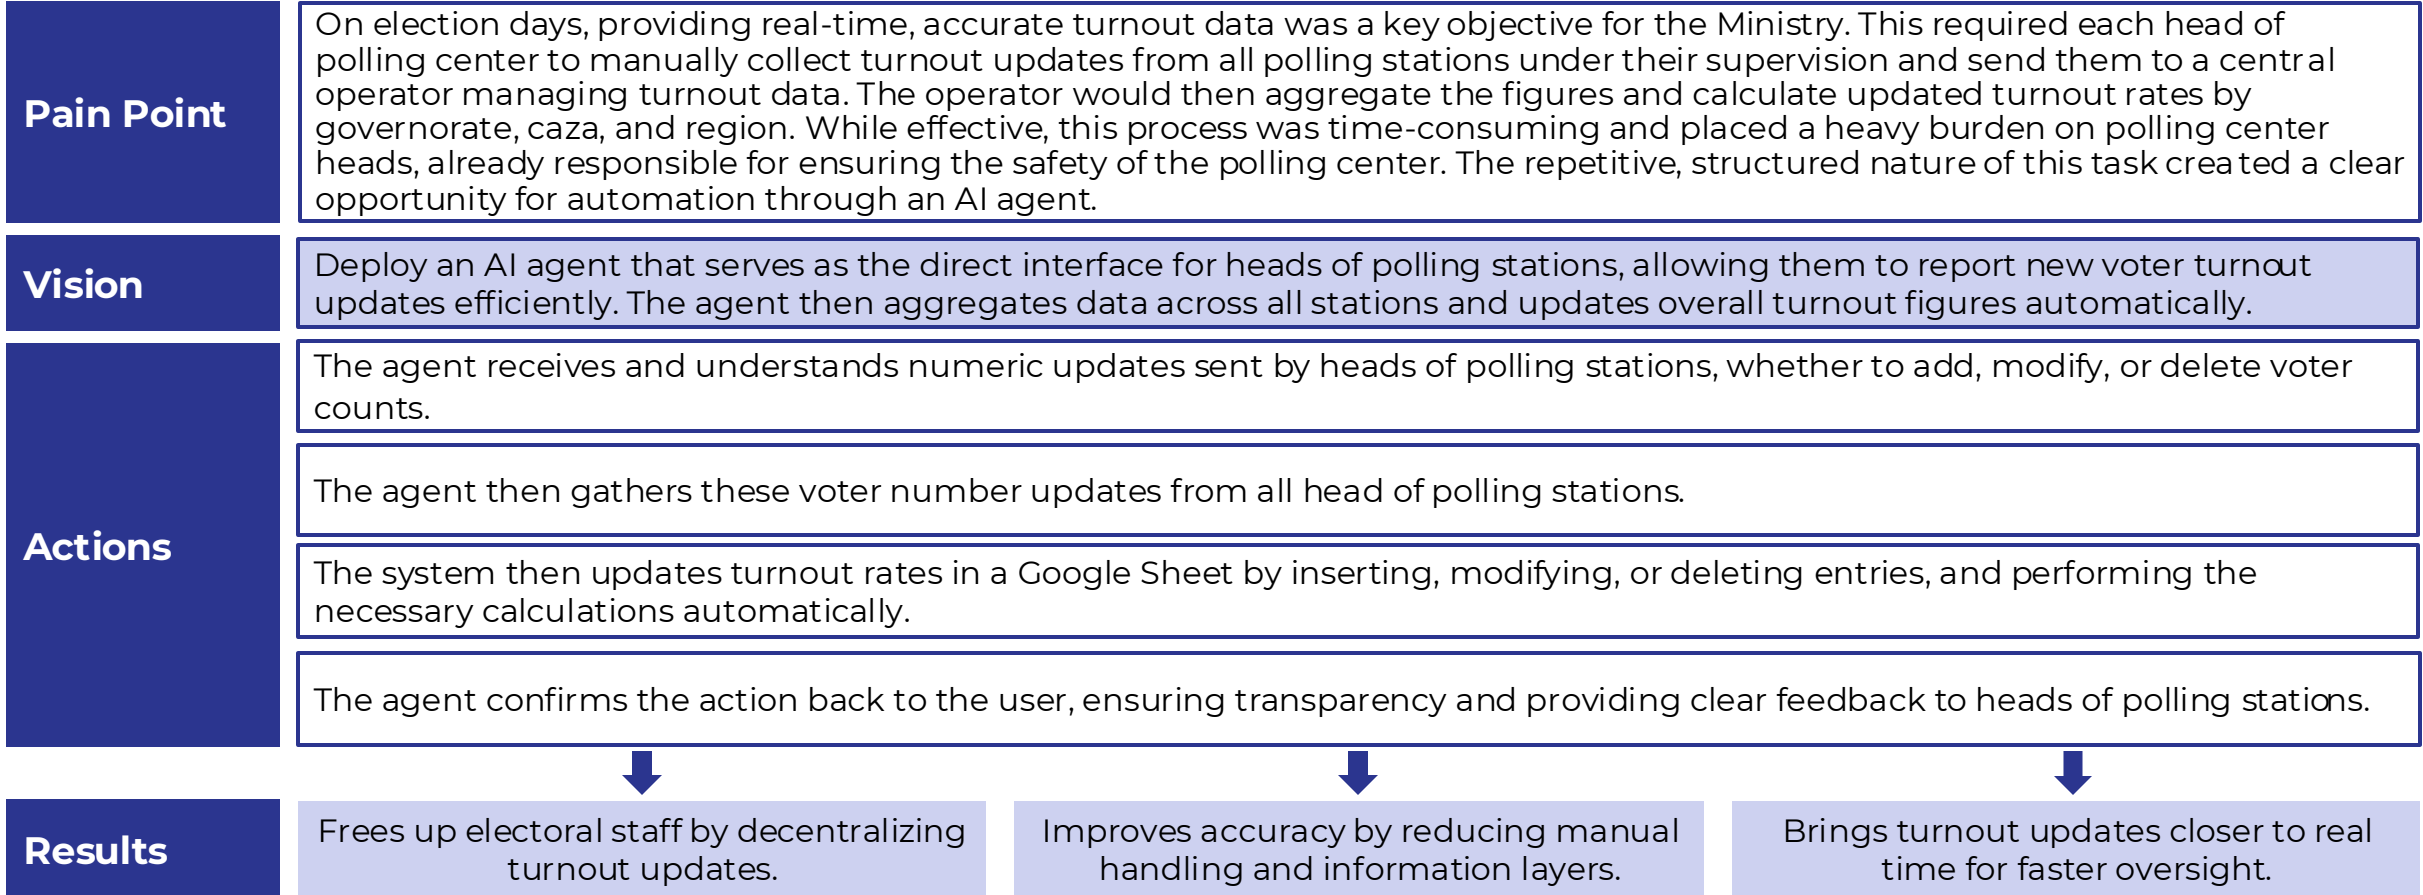 Pain Point
On election days, providing real-time, accurate turnout data was a key objective for the Ministry. This required each head of
polling center to manually collect turnout updates from all polling stations under their supervision and send them to a central
operator managing turnout data. The operator would then aggregate the figures and calculate updated turnout rates by
governorate, caza, and region. While effective, this process was time-consuming and placed a heavy burden on polling center
heads, already responsible for ensuring the safety of the polling center. The repetitive, structured nature of this task created a clear
opportunity for automation through an AI agent.
Vision
Deploy an AI agent that serves as the direct interface for heads of polling stations, allowing them to report new voter turnout
updates efficiently. The agent then aggregates data across all stations and updates overall turnout figures automatically.
Actions
The agent receives and understands numeric updates sent by heads of polling stations, whether to add, modify, or delete voter
counts.
The agent then gathers these voter number updates from all head of polling stations.
The system then updates turnout rates in a Google Sheet by inserting, modifying, or deleting entries, and performing the
necessary calculations automatically.
The agent confirms the action back to the user, ensuring transparency and providing clear feedback to heads of polling stations.
Results
Frees up electoral staff by decentralizing
turnout updates.
Improves accuracy by reducing manual
handling and information layers.
Brings turnout updates closer to real
time for faster oversight.